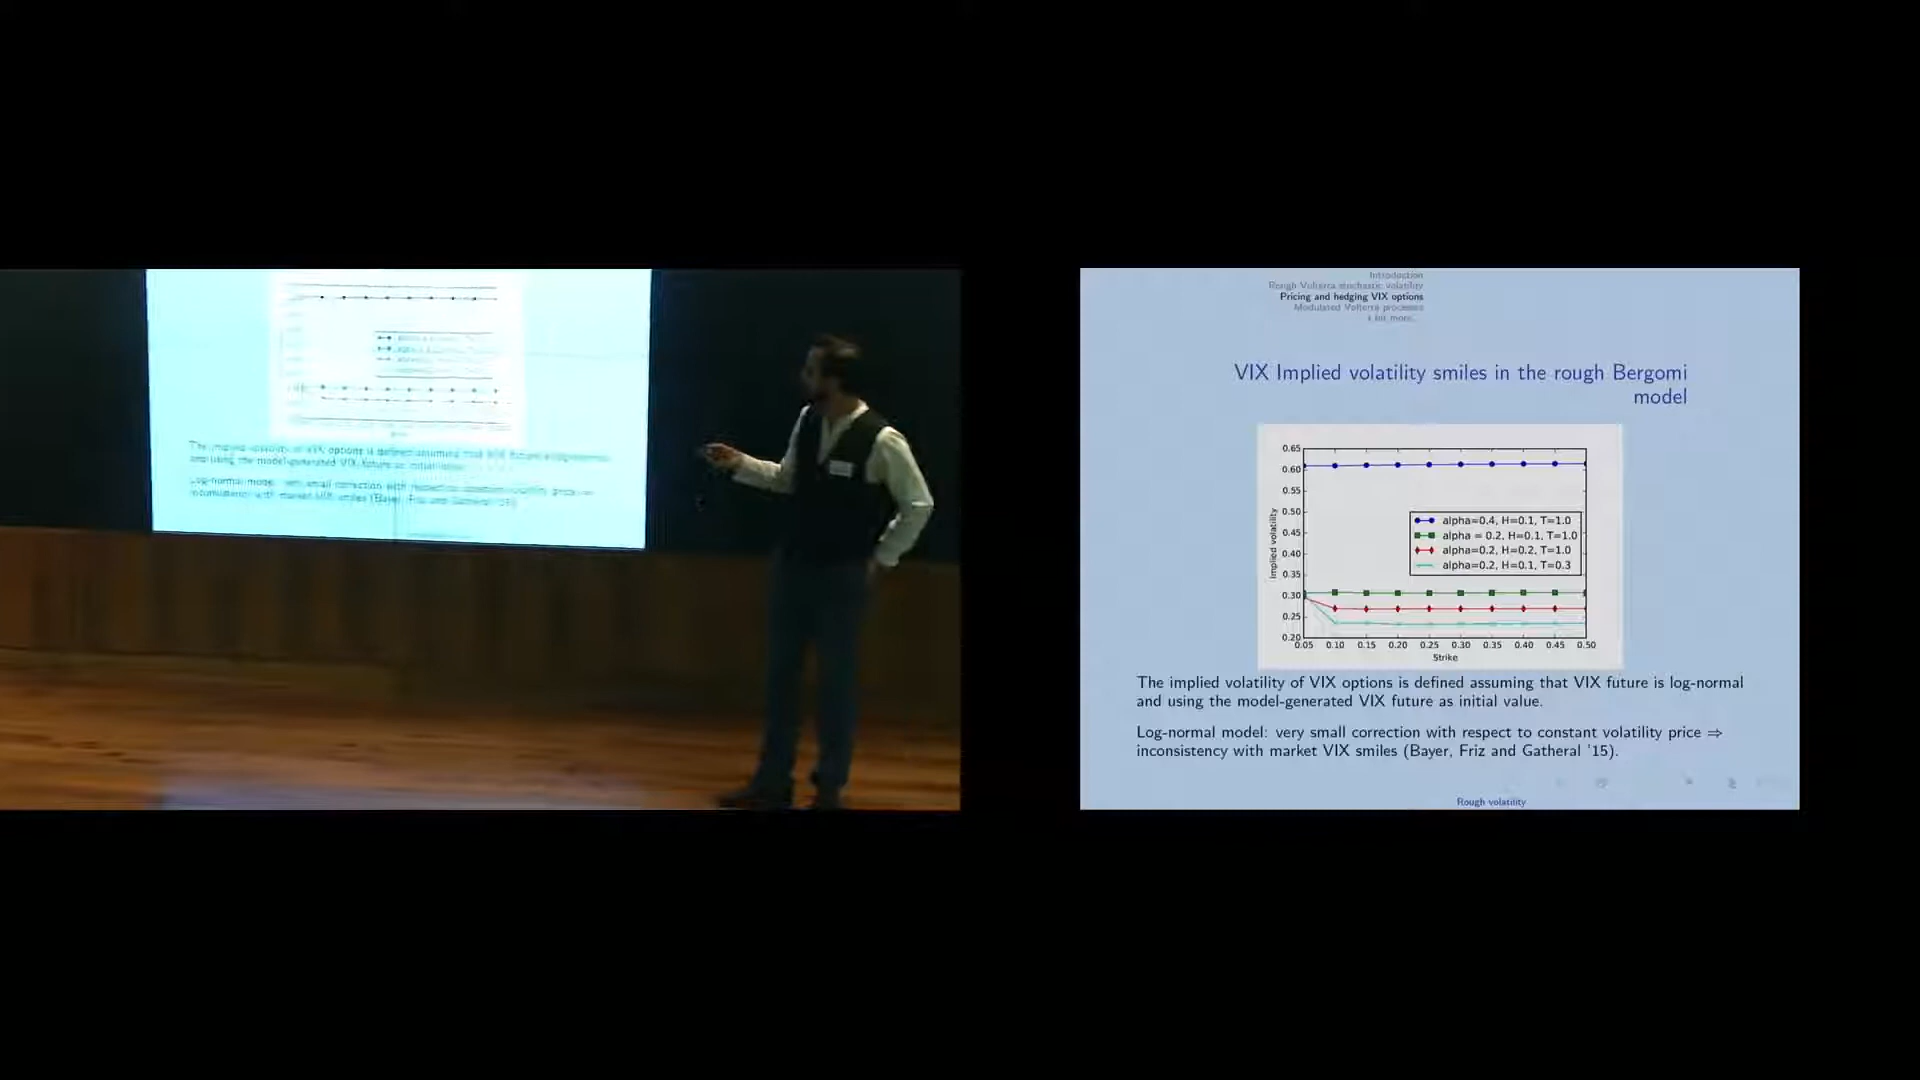 Introduction
Rough Volterra stochastic volatility
Pricing and hedging VIX options
Modulated Volterra processes
a bit more...
VIX Implied volatility smiles in the rough Bergomi
model
0.65
0.60
0.55
0.50
0.45
0.40
0.35
0.30
0.25
0.20
Implied volatility
alpha=0.4, H=0.1, T=1.0
alpha = 0.2, H=0.1, T=1.0
alpha=0.2, H=0.2, T=1.0
alpha=0.2, H=0.1, T=0.3
0.05 0.10 0.15 0.20 0.25 0.30 0.35 0.40 0.45 0.50
Strike
The implied volatility of VIX options is defined assuming that VIX future is log-normal
and using the model-generated VIX future as initial value.
Log-normal model: very small correction with respect to constant volatility price ⇒
inconsistency with market VIX smiles (Bayer, Friz and Gatheral '15).
Rough volatility